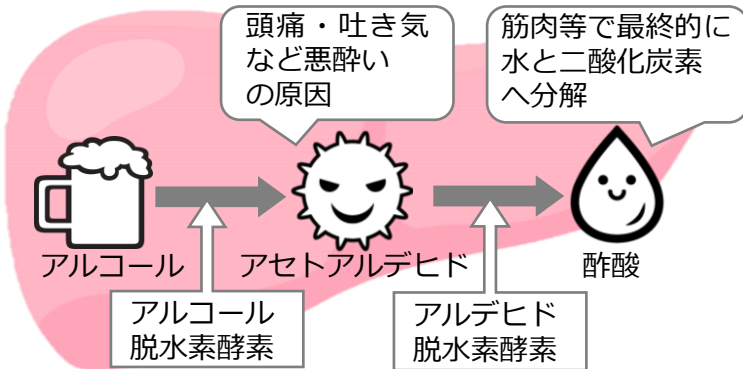 頭痛・吐き気
など悪酔い
の原因
筋肉等で最終的に
水と二酸化炭素
へ分解
アルコール
アセトアルデヒド
酢酸
アルコール
脱水素酵素
アルデヒド
脱水素酵素